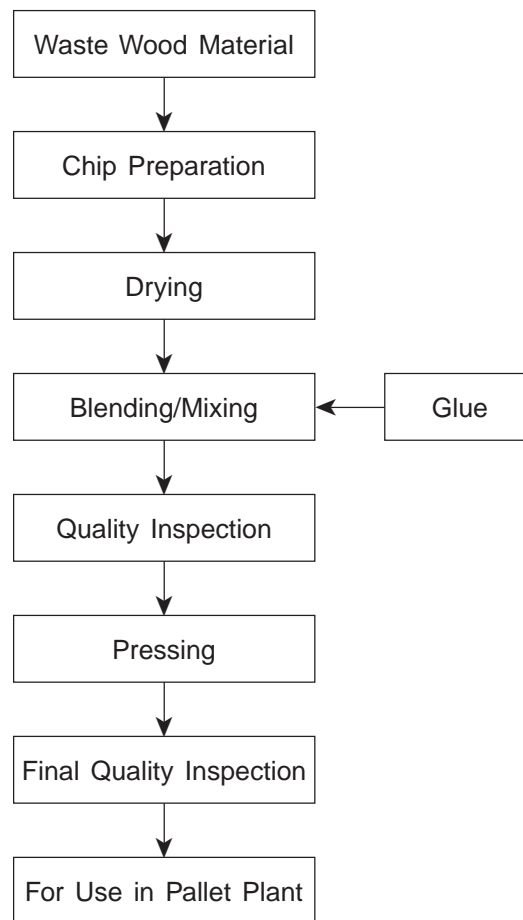 Waste Wood Material
Chip Preparation
Drying
Blending/Mixing
Glue
Quality Inspection
Pressing
Final Quality Inspection
For Use in Pallet Plant